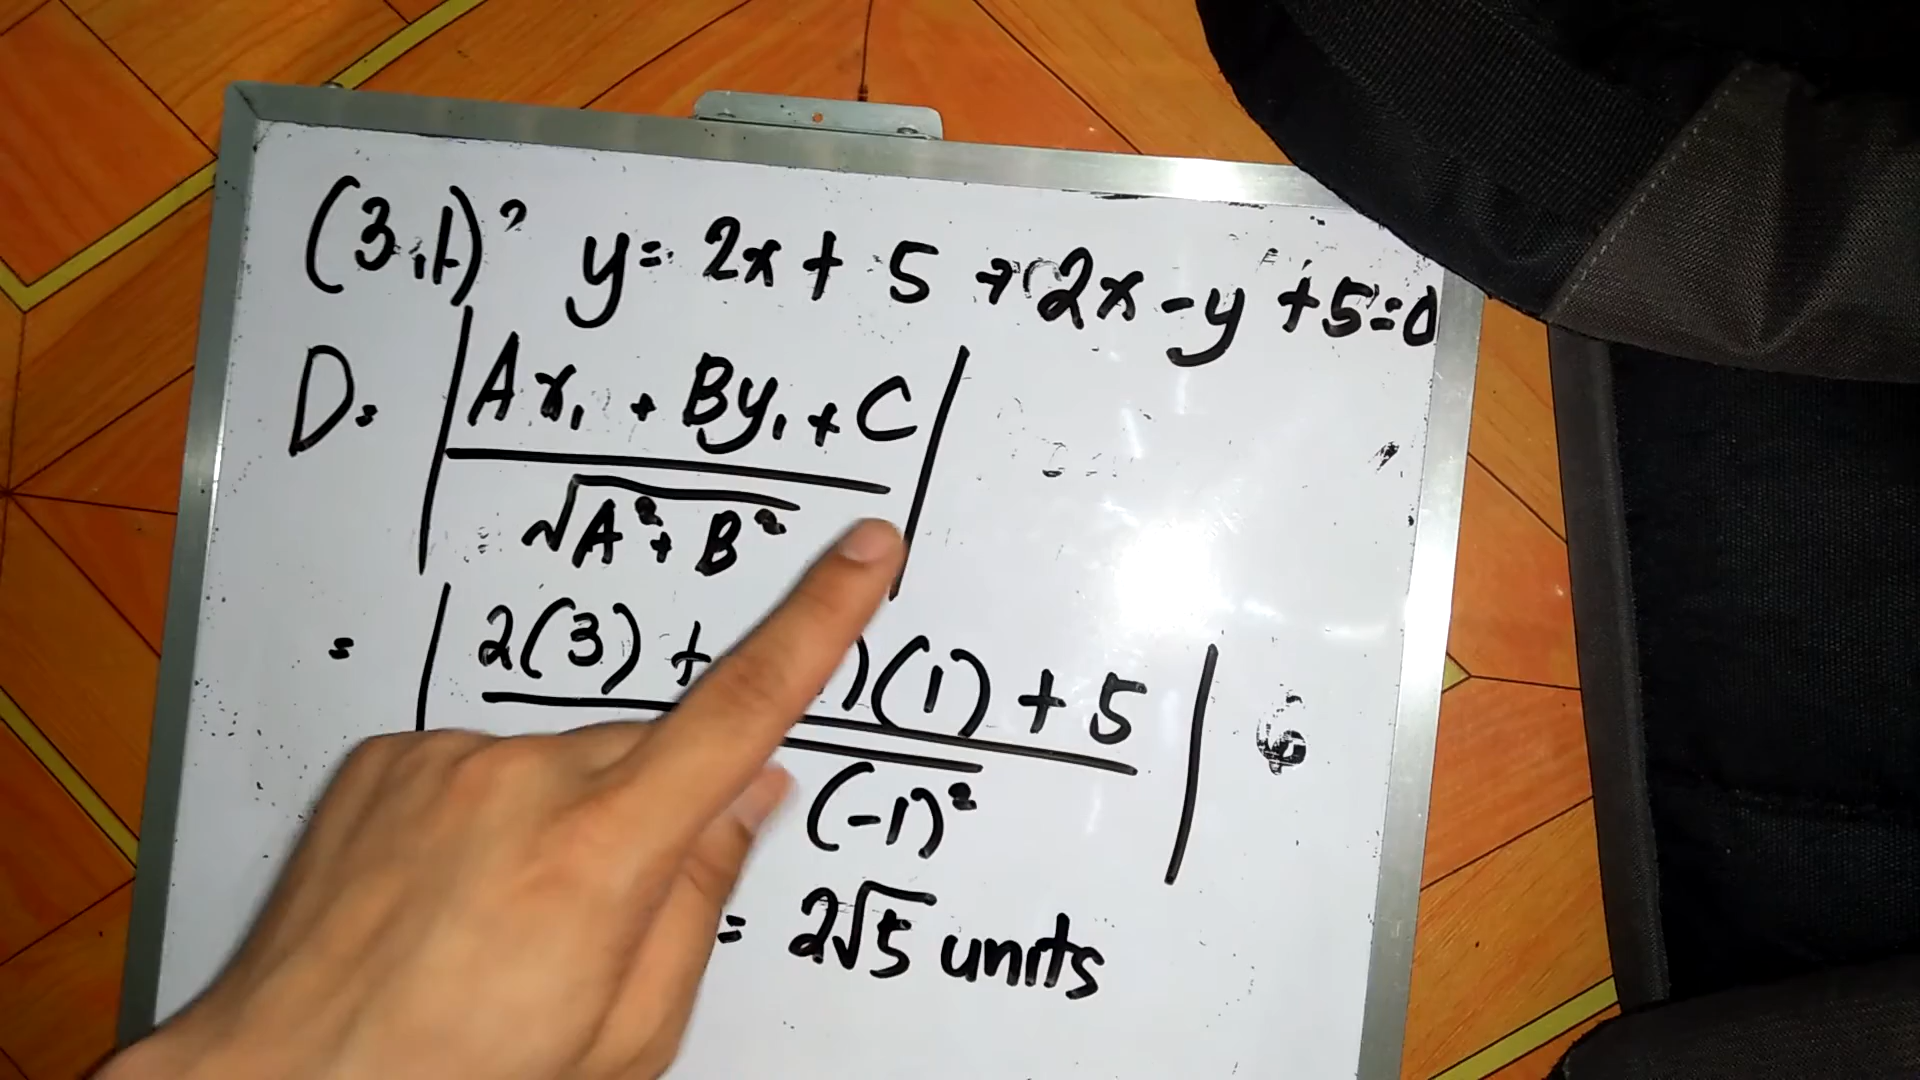 (3,1) y = 2x + 5 → 2x - y + 5 = 0
D = | Ax₁ + By₁ + C |
√A² + B²
= | 2(3) + )(1) + 5 |
(-1)²
= 2√5 units